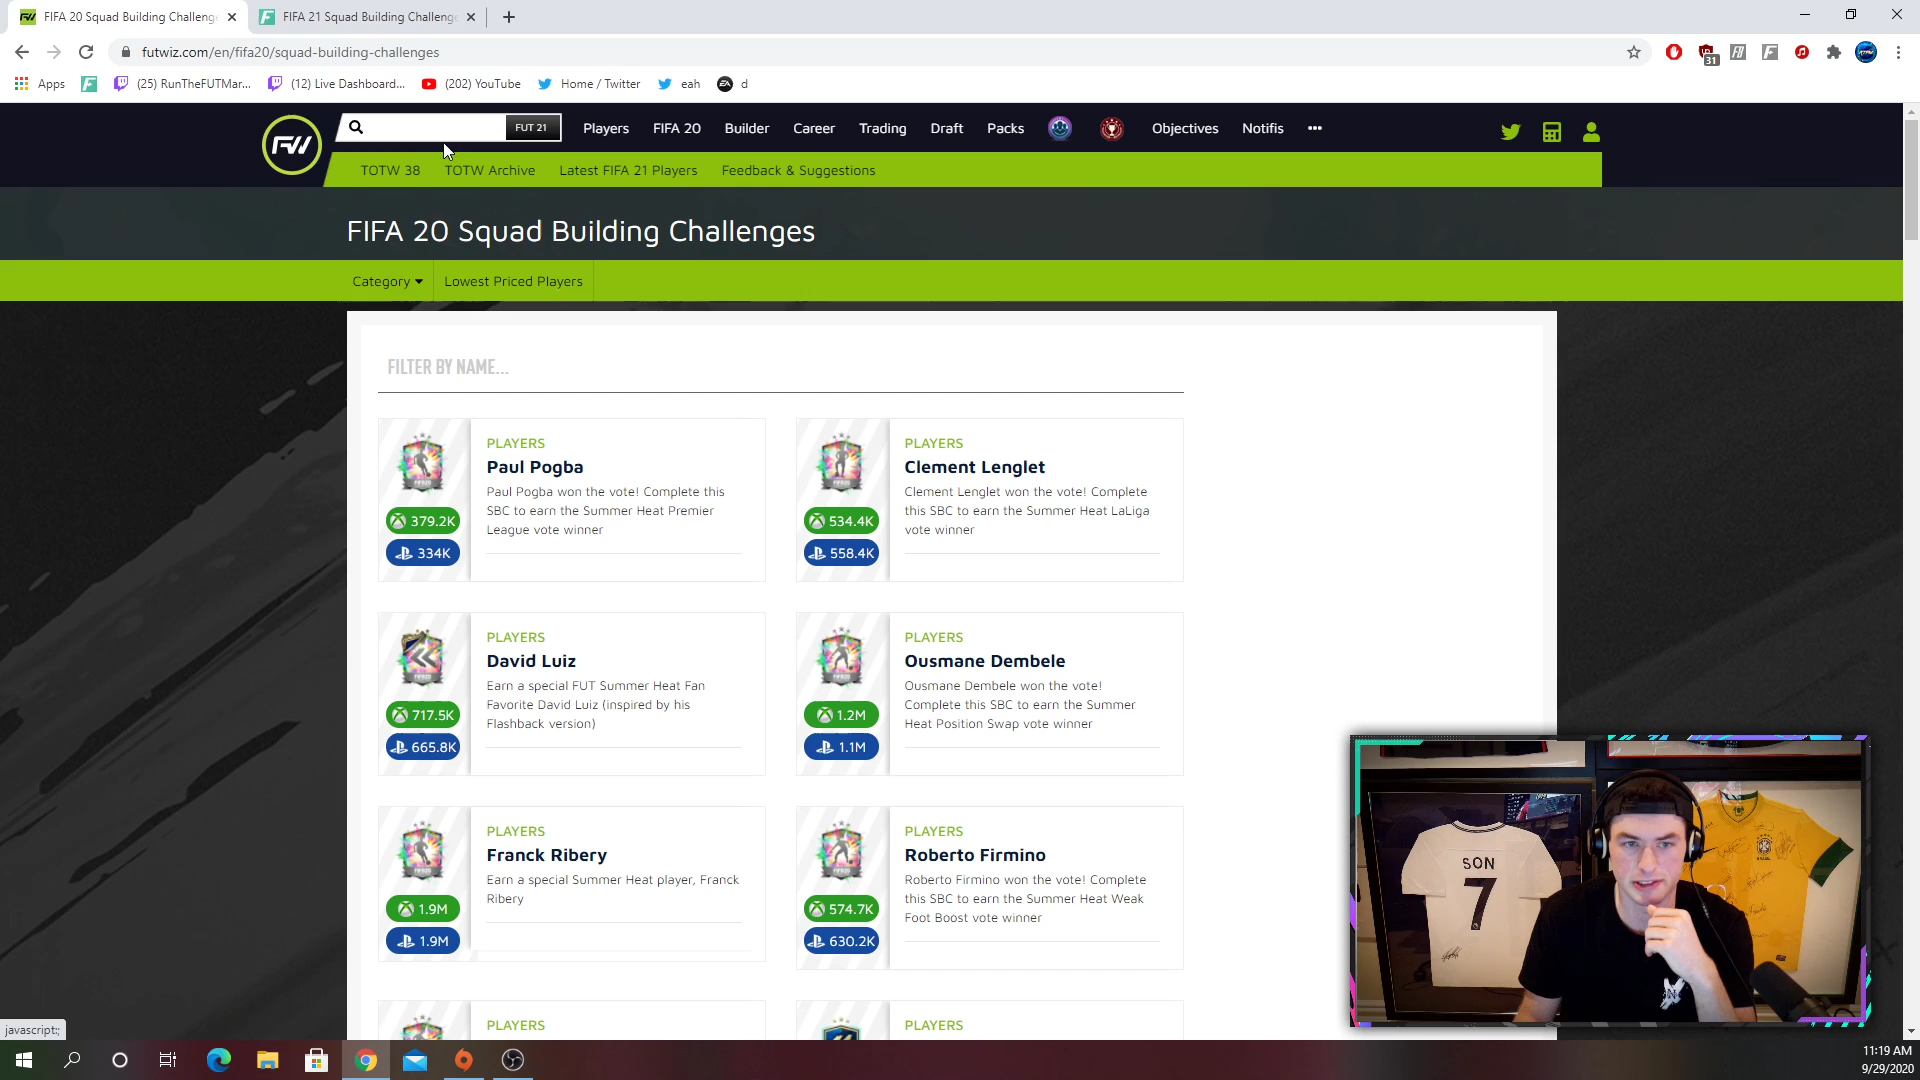 FIFA 20 Squad Building Challenge
FIFA 21 Squad Building Challenge
futwiz.com/en/fifa20/squad-building-challenges
31
Apps
(25) RunTheFUTMar...
(12) Live Dashboard...
(202) YouTube
Home / Twitter
eah
d
FW
FUT 21
Players
FIFA 20
Builder
Career
Trading
Draft
Packs
Objectives
Notifis
TOTW 38
TOTW Archive
Latest FIFA 21 Players
Feedback & Suggestions
FIFA 20 Squad Building Challenges
Category
Lowest Priced Players
FILTER BY NAME...
PLAYERS
Paul Pogba
Paul Pogba won the vote! Complete this
SBC to earn the Summer Heat Premier
League vote winner
379.2K
334K
PLAYERS
Clement Lenglet
Clement Lenglet won the vote! Complete
this SBC to earn the Summer Heat LaLiga
vote winner
534.4K
558.4K
PLAYERS
David Luiz
Earn a special FUT Summer Heat Fan
Favorite David Luiz (inspired by his
Flashback version)
717.5K
665.8K
PLAYERS
Ousmane Dembele
Ousmane Dembele won the vote!
Complete this SBC to earn the Summer
Heat Position Swap vote winner
1.2M
1.1M
PLAYERS
Franck Ribery
Earn a special Summer Heat player, Franck
Ribery
1.9M
1.9M
PLAYERS
Roberto Firmino
Roberto Firmino won the vote! Complete
this SBC to earn the Summer Heat Weak
Foot Boost vote winner
574.7K
630.2K
PLAYERS
PLAYERS
SON
7
javascript:;
11:19 AM
9/29/2020